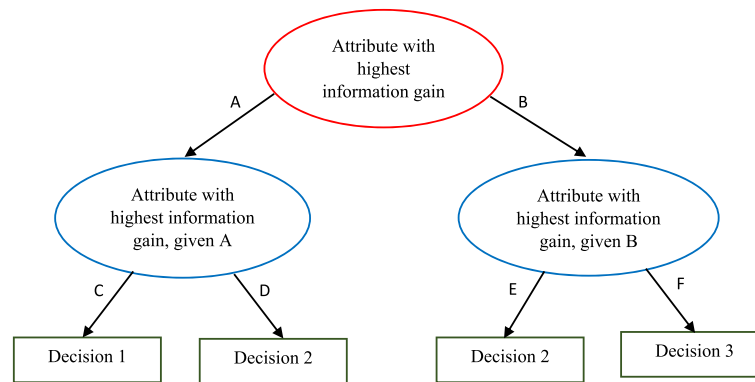 Attribute with
highest
information gain
A
B
Attribute with
highest information
gain, given A
Attribute with
highest information
gain, given B
C
D
E
F
Decision 1
Decision 2
Decision 2
Decision 3